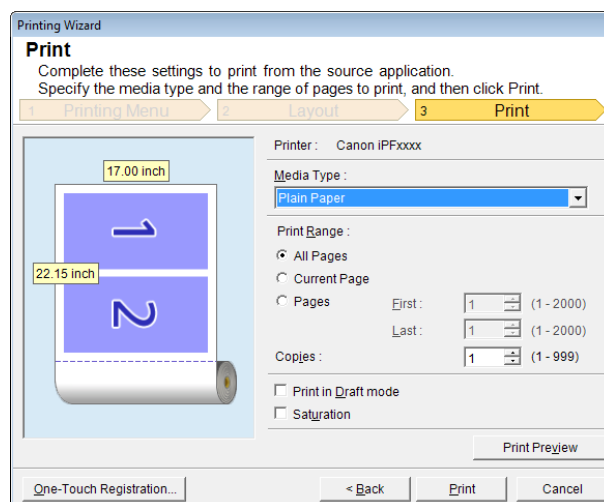 Printing Wizard
Print
Complete these settings to print from the source application.
Specify the media type and the range of pages to print, and then click Print.
1 Printing Menu 2 Layout 3 Print
17.00 inch
22.15 inch
1
2
Printer : Canon iPFxxxx
Media Type :
Plain Paper
Print Range :
All Pages
Current Page
Pages First : 1 (1 - 2000)
Last : 1 (1 - 2000)
Copies : 1 (1 - 999)
Print in Draft mode
Saturation
Print Preview
One-Touch Registration... < Back Print Cancel